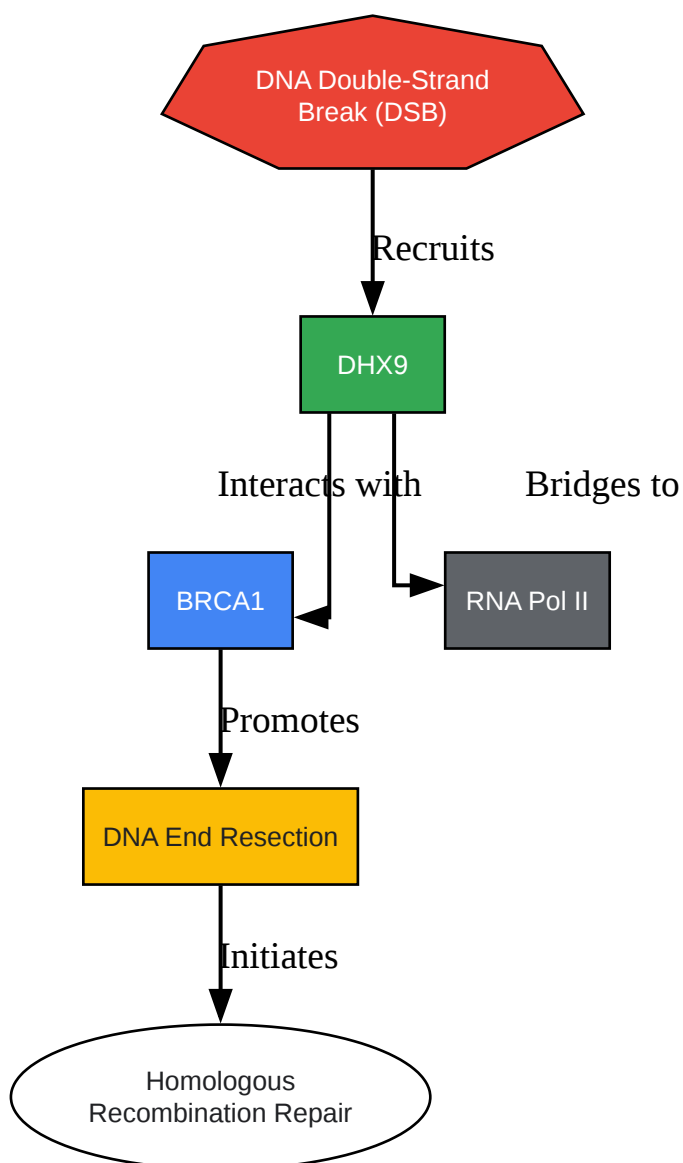 DNA Double-Strand
Break (DSB)
Recruits
DHX9
Interacts with
Bridges to
BRCA1
RNA Pol II
Promotes
DNA End Resection
Initiates
Homologous
Recombination Repair